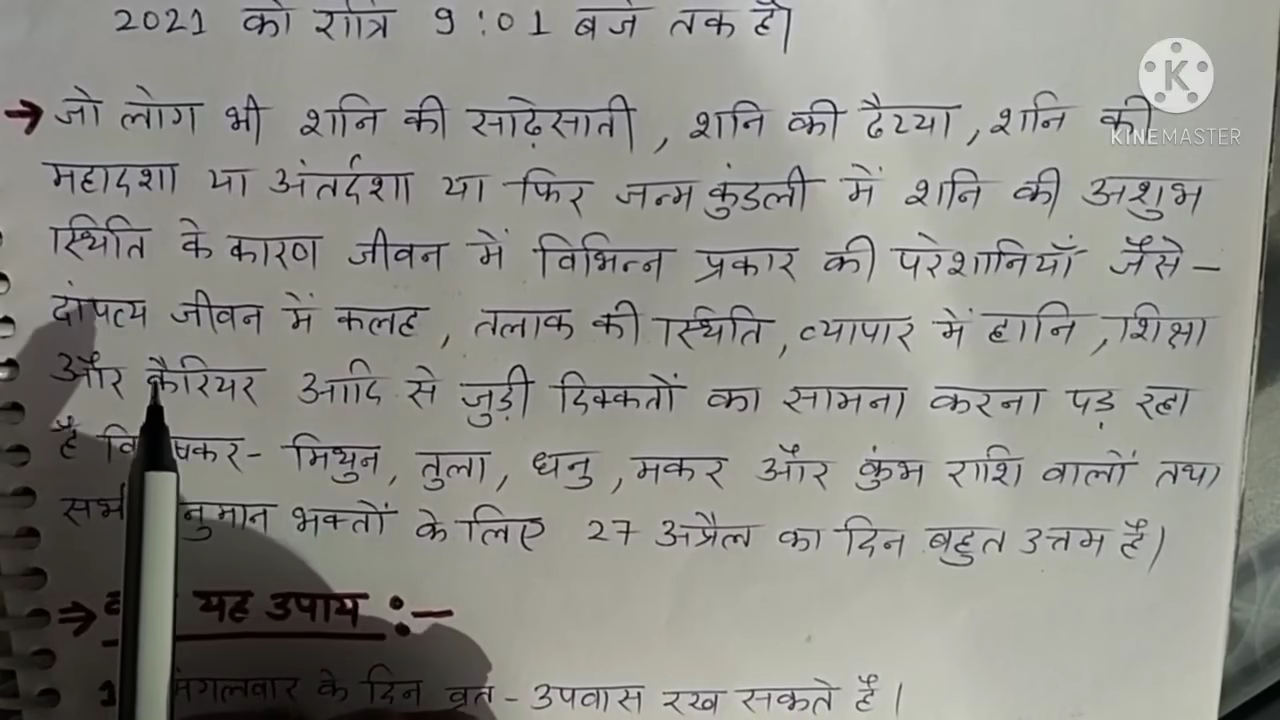 2021 को रात्रि 9:01 बजे तक है।
→ जो लोग भी शनि की साढ़ेसाती, शनि की ढैय्या, शनि की
महादशा या अंतर्दशा या फिर जन्म कुंडली में शनि की अशुभ
स्थिति के कारण जीवन में विभिन्न प्रकार की परेशानियाँ जैसे-
दांपत्य जीवन में कलह, तलाक की स्थिति, व्यापार में हानि, शिक्षा
और कैरियर आदि से जुड़ी दिक्कतों का सामना करना पड़ रहा
है - मिथुन, तुला, धनु, मकर और कुंभ राशि वालों तथा
भक्तों के लिए 27 अप्रैल का दिन बहुत उत्तम है।
⇒ यह उपाय :-
मंगलवार के दिन व्रत-उपवास रख सकते है।
K
KINEMASTER